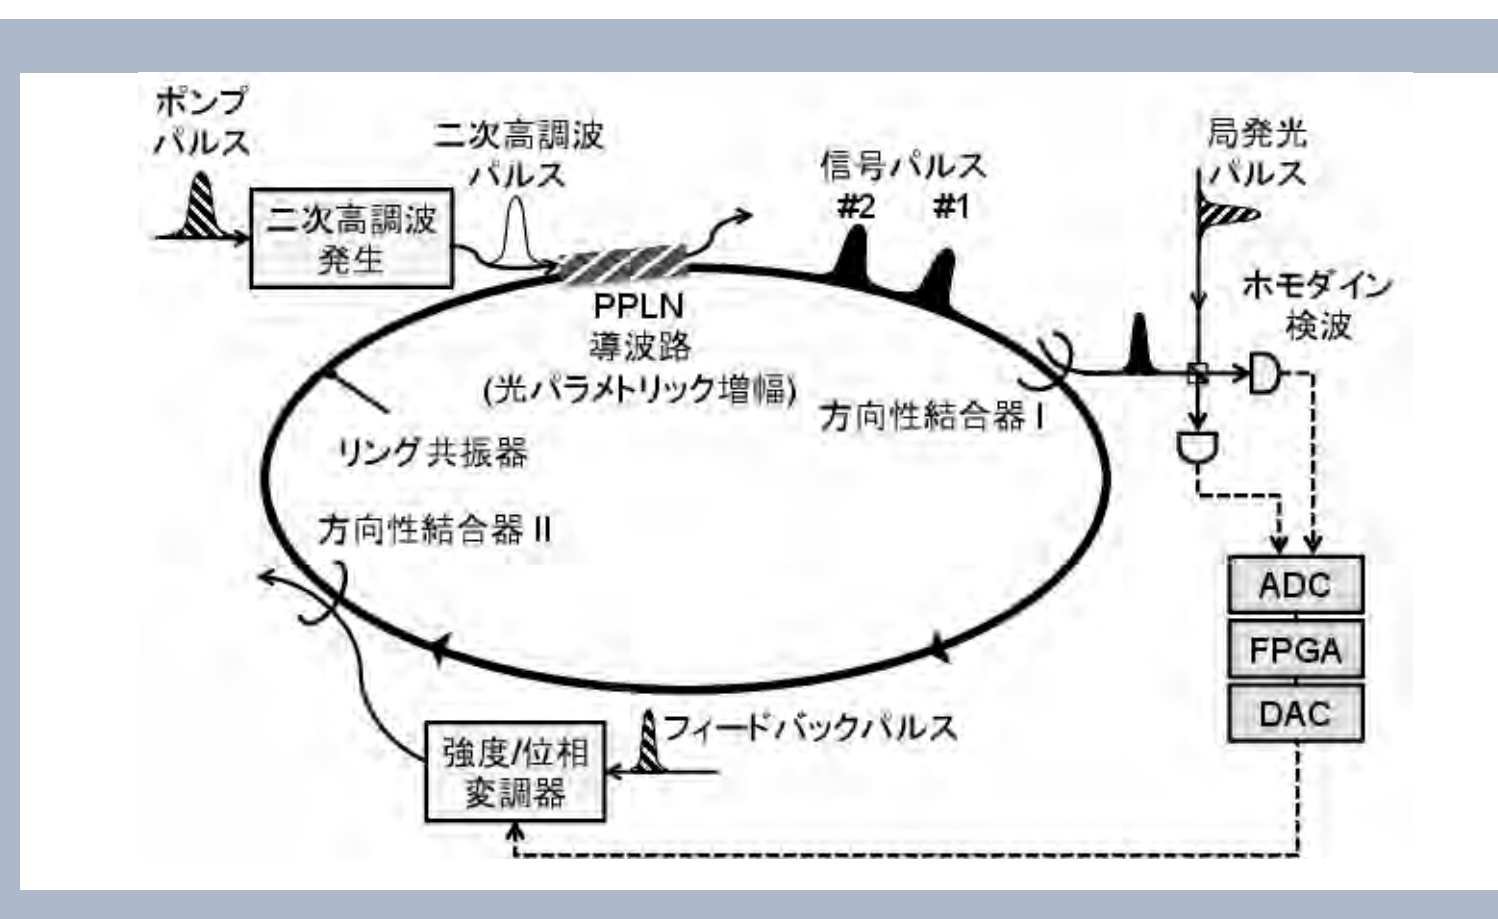 ポンプ
パルス
二次高調波
発生
二次高調波
パルス
PPLN
導波路
(光パラメトリック増幅)
信号パルス
#2 #1
局発光
パルス
ホモダイン
検波
方向性結合器 I
リング共振器
方向性結合器 II
ADC
FPGA
DAC
フィードバックパルス
強度/位相
変調器